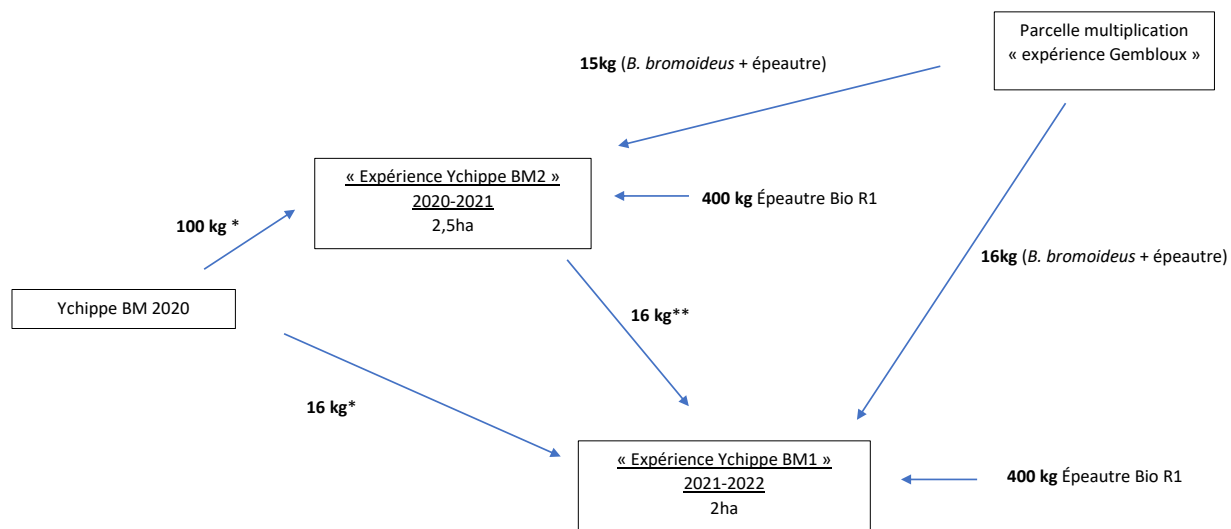 Parcelle multiplication
« expérience Gembloux »
15kg (B. bromoideus + épeautre)
« Expérience Ychippe BM2 »
2020-2021
2,5ha
400 kg Épeautre Bio R1
100 kg *
16kg (B. bromoideus + épeautre)
Ychippe BM 2020
16 kg**
16 kg*
« Expérience Ychippe BM1 »
2021-2022
2ha
400 kg Épeautre Bio R1